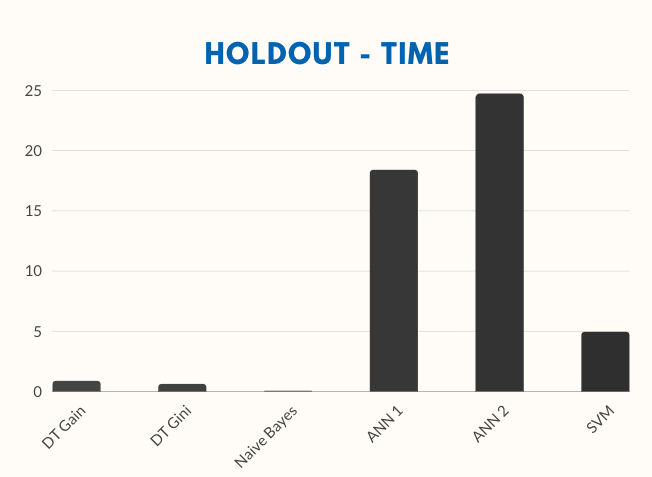 HOLDOUT - TIME
25
20
15
10
5
0
DT Gain
DT Gini
Naive Bayes
ANN 1
ANN 2
SVM